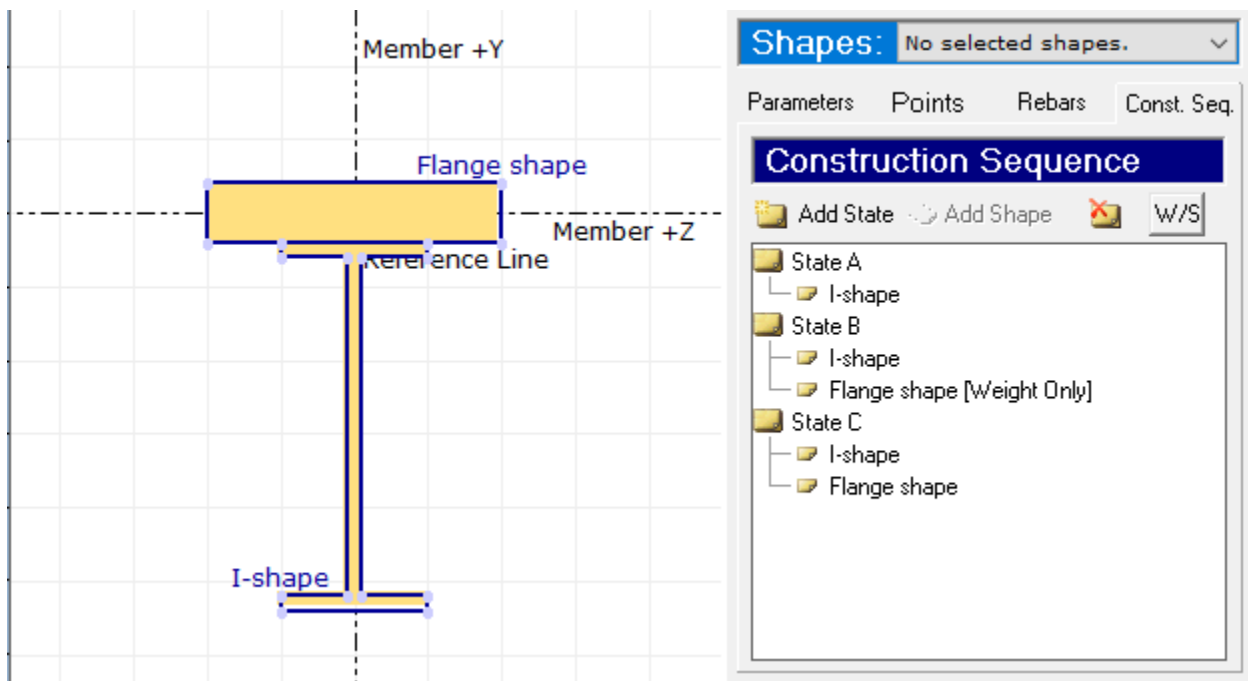 Member +Y
Flange shape
Member +Z
Reference Line
I-shape
Shapes: No selected shapes.
Parameters Points Rebars Const. Seq.
Construction Sequence
Add State Add Shape W/S
State A
I-shape
State B
I-shape
Flange shape [Weight Only]
State C
I-shape
Flange shape